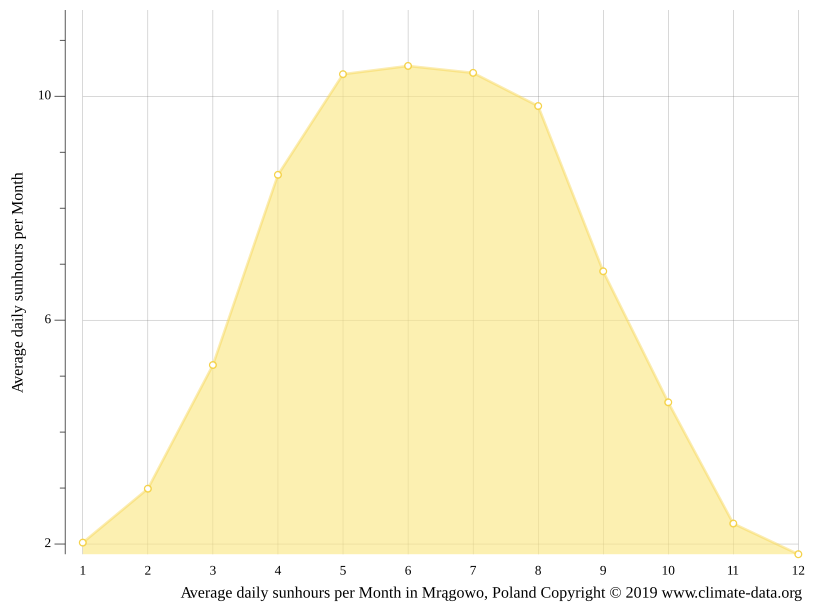 10
6
2
Average daily sunhours per Month
1 2 3 4 5 6 7 8 9 10 11 12
Average daily sunhours per Month in Mrągowo, Poland Copyright © 2019 www.climate-data.org